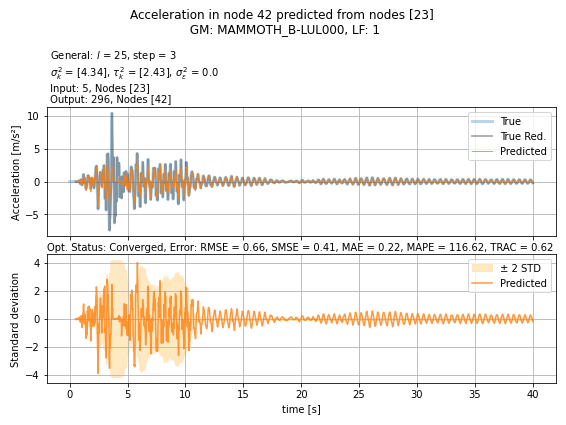 Acceleration in node 42 predicted from nodes [23]
GM: MAMMOTH_B-LUL000, LF: 1
General: l = 25, step = 3
σ²ₖ = [4.34], τ²ₖ = [2.43], σ²ε = 0.0
Input: 5, Nodes [23]
Output: 296, Nodes [42]
Acceleration [m/s²]
10
5
0
−5
True
True Red.
Predicted
Opt. Status: Converged, Error: RMSE = 0.66, SMSE = 0.41, MAE = 0.22, MAPE = 116.62, TRAC = 0.62
Standard deviation
4
2
0
−2
−4
± 2 STD
Predicted
0 5 10 15 20 25 30 35 40
time [s]